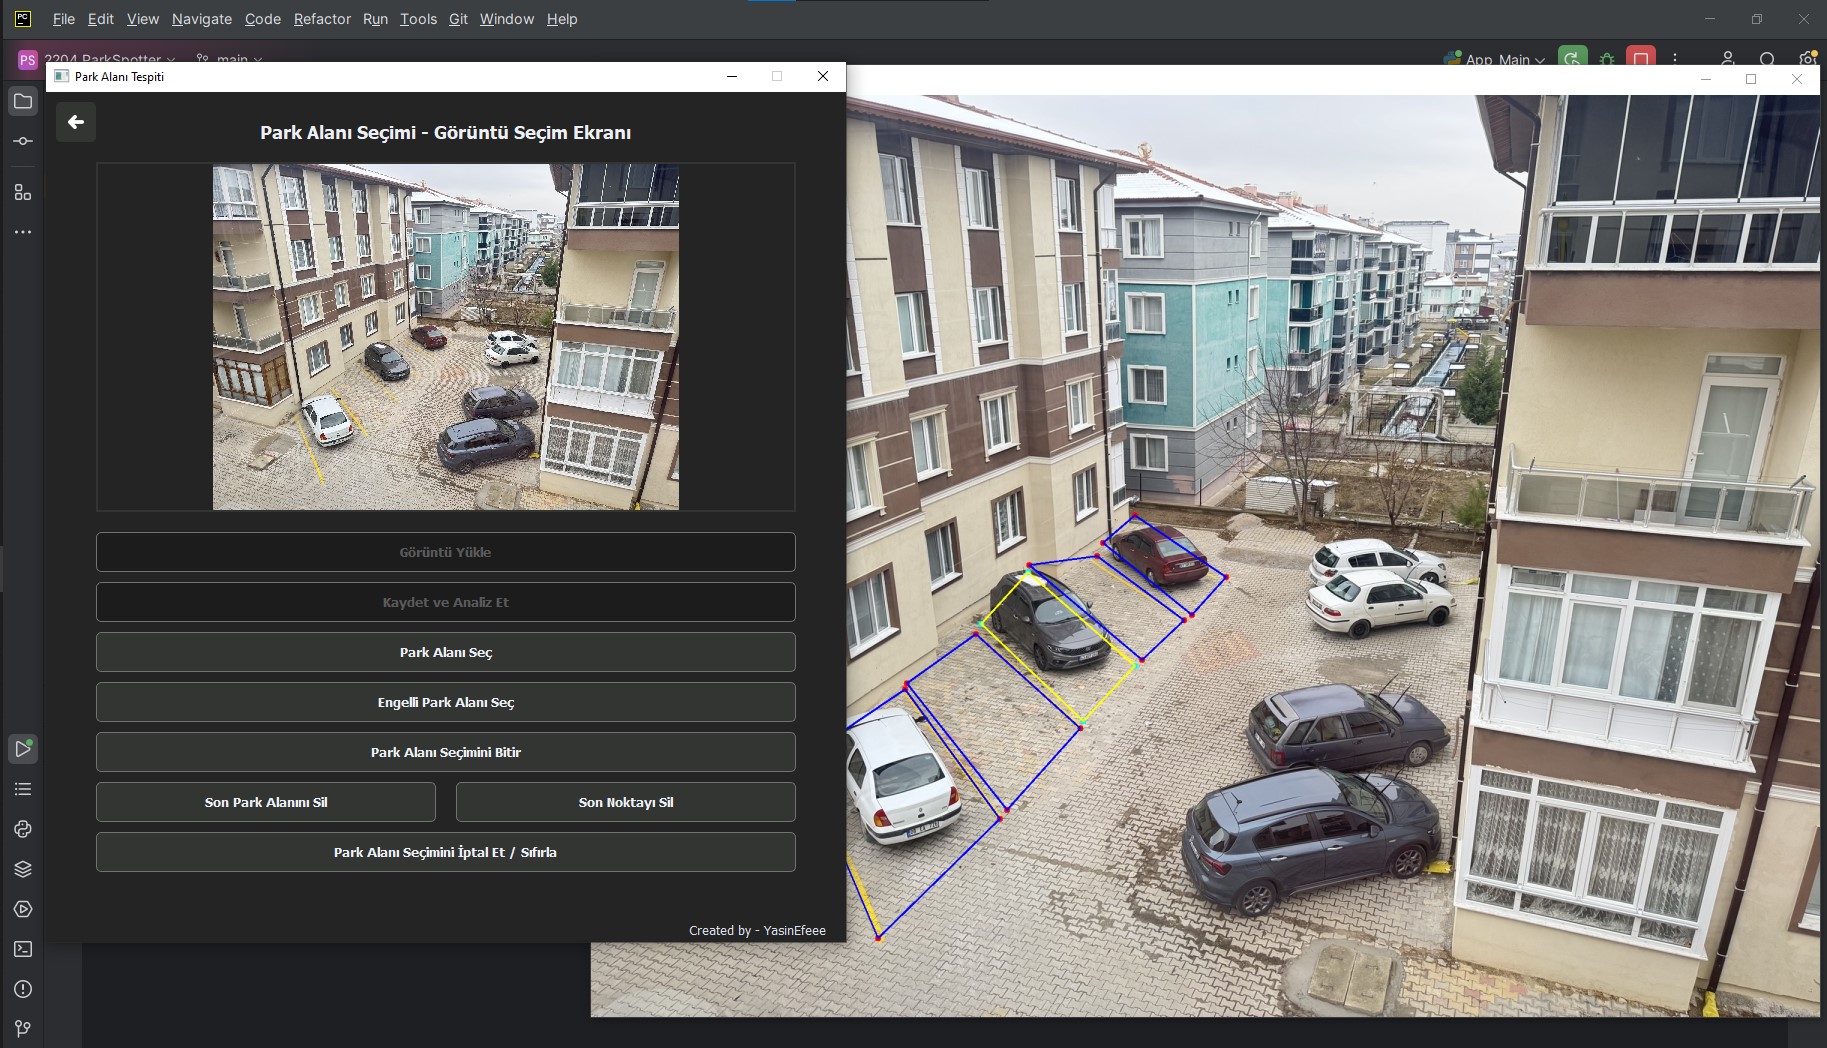 PC
File Edit View Navigate Code Refactor Run Tools Git Window Help
PS 2204 ParkSpotter main
App_Main
Park Alanı Tespiti
Park Alanı Seçimi - Görüntü Seçim Ekranı
Görüntü Yükle
Kaydet ve Analiz Et
Park Alanı Seç
Engelli Park Alanı Seç
Park Alanı Seçimini Bitir
Son Park Alanını Sil
Son Noktayı Sil
Park Alanı Seçimini İptal Et / Sıfırla
Created by - YasinEfeee